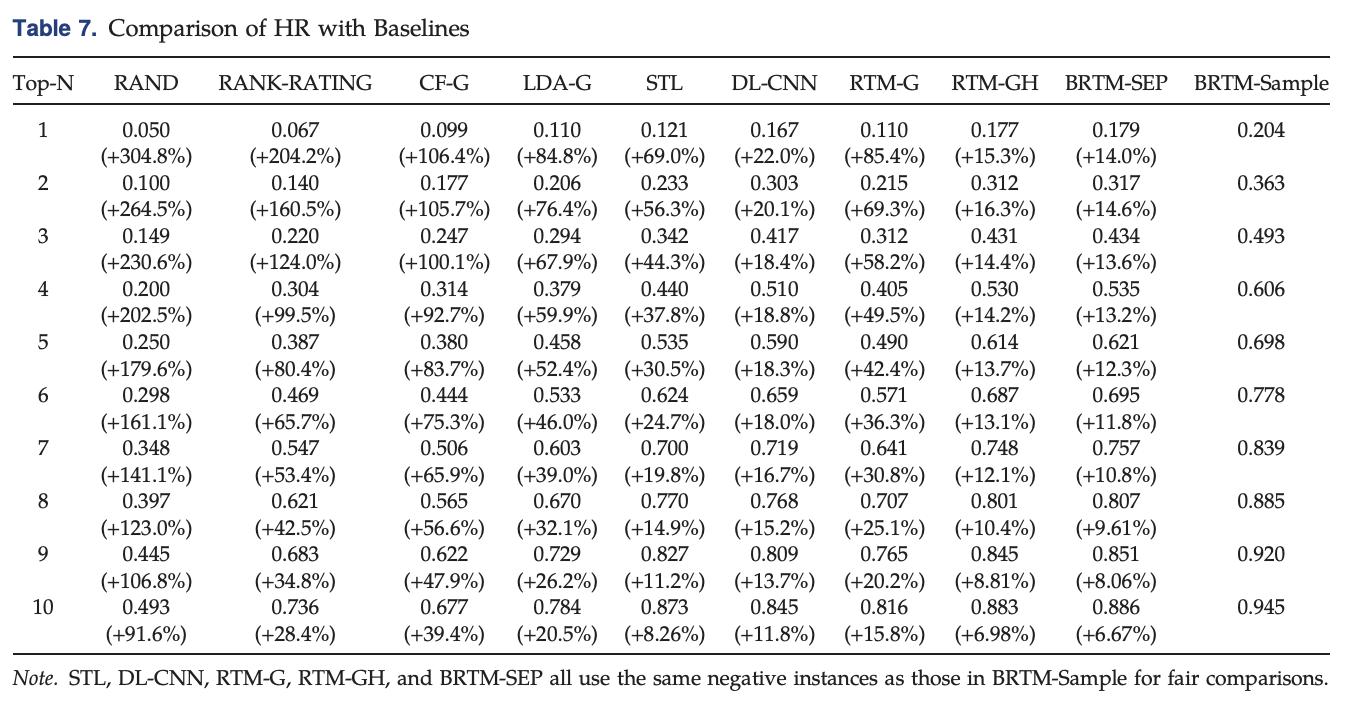 Table 7. Comparison of HR with Baselines
Top-N RAND RANK-RATING CF-G LDA-G STL DL-CNN RTM-G RTM-GH BRTM-SEP BRTM-Sample
1 0.050 0.067 0.099 0.110 0.121 0.167 0.110 0.177 0.179 0.204
(+304.8%) (+204.2%) (+106.4%) (+84.8%) (+69.0%) (+22.0%) (+85.4%) (+15.3%) (+14.0%)
2 0.100 0.140 0.177 0.206 0.233 0.303 0.215 0.312 0.317 0.363
(+264.5%) (+160.5%) (+105.7%) (+76.4%) (+56.3%) (+20.1%) (+69.3%) (+16.3%) (+14.6%)
3 0.149 0.220 0.247 0.294 0.342 0.417 0.312 0.431 0.434 0.493
(+230.6%) (+124.0%) (+100.1%) (+67.9%) (+44.3%) (+18.4%) (+58.2%) (+14.4%) (+13.6%)
4 0.200 0.304 0.314 0.379 0.440 0.510 0.405 0.530 0.535 0.606
(+202.5%) (+99.5%) (+92.7%) (+59.9%) (+37.8%) (+18.8%) (+49.5%) (+14.2%) (+13.2%)
5 0.250 0.387 0.380 0.458 0.535 0.590 0.490 0.614 0.621 0.698
(+179.6%) (+80.4%) (+83.7%) (+52.4%) (+30.5%) (+18.3%) (+42.4%) (+13.7%) (+12.3%)
6 0.298 0.469 0.444 0.533 0.624 0.659 0.571 0.687 0.695 0.778
(+161.1%) (+65.7%) (+75.3%) (+46.0%) (+24.7%) (+18.0%) (+36.3%) (+13.1%) (+11.8%)
7 0.348 0.547 0.506 0.603 0.700 0.719 0.641 0.748 0.757 0.839
(+141.1%) (+53.4%) (+65.9%) (+39.0%) (+19.8%) (+16.7%) (+30.8%) (+12.1%) (+10.8%)
8 0.397 0.621 0.565 0.670 0.770 0.768 0.707 0.801 0.807 0.885
(+123.0%) (+42.5%) (+56.6%) (+32.1%) (+14.9%) (+15.2%) (+25.1%) (+10.4%) (+9.61%)
9 0.445 0.683 0.622 0.729 0.827 0.809 0.765 0.845 0.851 0.920
(+106.8%) (+34.8%) (+47.9%) (+26.2%) (+11.2%) (+13.7%) (+20.2%) (+8.81%) (+8.06%)
10 0.493 0.736 0.677 0.784 0.873 0.845 0.816 0.883 0.886 0.945
(+91.6%) (+28.4%) (+39.4%) (+20.5%) (+8.26%) (+11.8%) (+15.8%) (+6.98%) (+6.67%)
Note. STL, DL-CNN, RTM-G, RTM-GH, and BRTM-SEP all use the same negative instances as those in BRTM-Sample for fair comparisons.